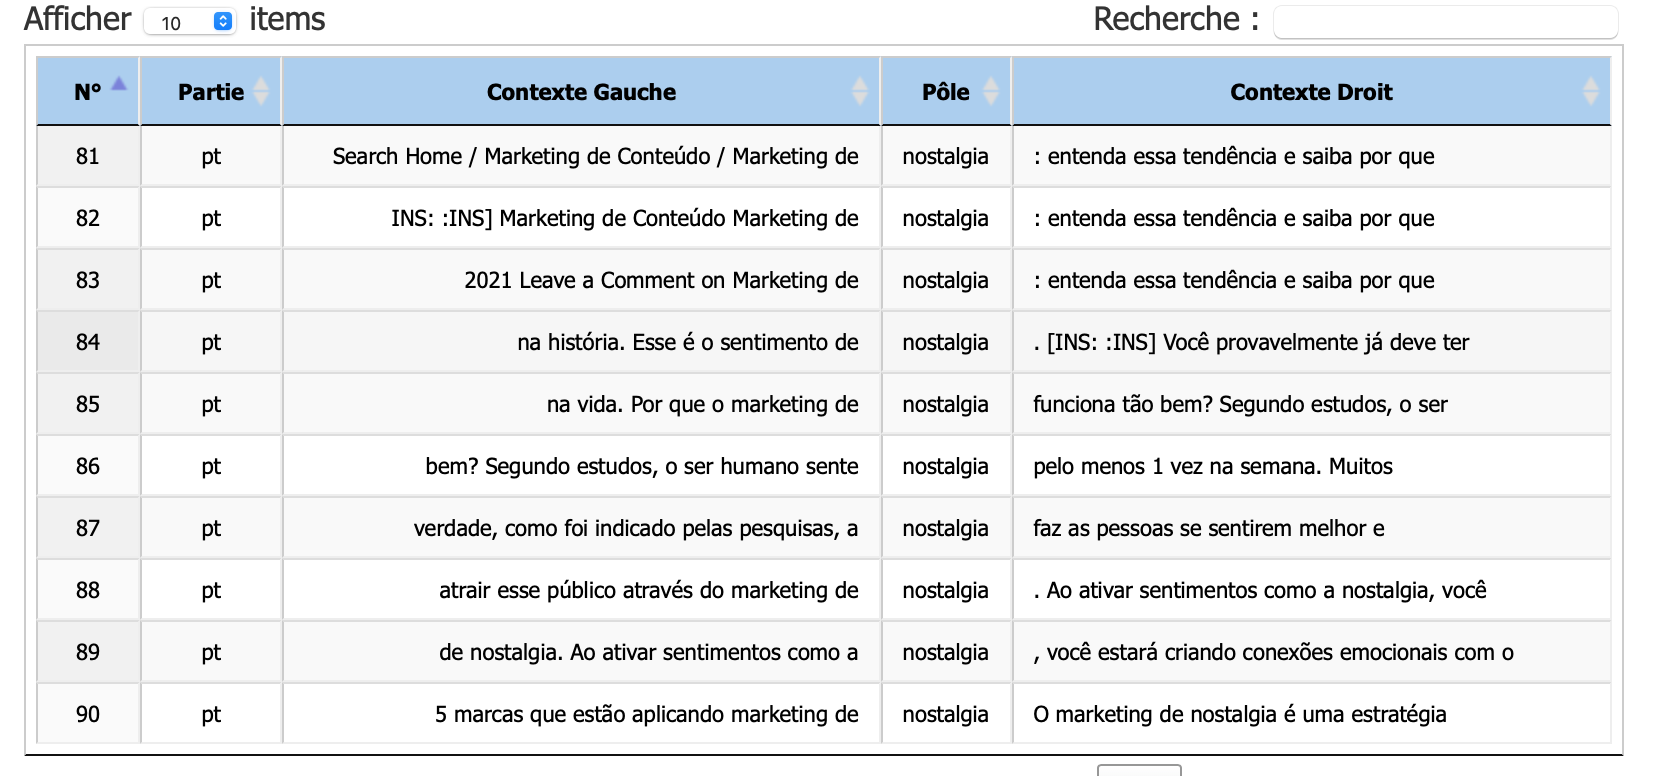 Afficher 10 items Recherche :
N° Partie Contexte Gauche Pôle Contexte Droit
81 pt Search Home / Marketing de Conteúdo / Marketing de nostalgia : entenda essa tendência e saiba por que
82 pt INS: :INS] Marketing de Conteúdo Marketing de nostalgia : entenda essa tendência e saiba por que
83 pt 2021 Leave a Comment on Marketing de nostalgia : entenda essa tendência e saiba por que
84 pt na história. Esse é o sentimento de nostalgia . [INS: :INS] Você provavelmente já deve ter
85 pt na vida. Por que o marketing de nostalgia funciona tão bem? Segundo estudos, o ser
86 pt bem? Segundo estudos, o ser humano sente nostalgia pelo menos 1 vez na semana. Muitos
87 pt verdade, como foi indicado pelas pesquisas, a nostalgia faz as pessoas se sentirem melhor e
88 pt atrair esse público através do marketing de nostalgia . Ao ativar sentimentos como a nostalgia, você
89 pt de nostalgia. Ao ativar sentimentos como a nostalgia , você estará criando conexões emocionais com o
90 pt 5 marcas que estão aplicando marketing de nostalgia O marketing de nostalgia é uma estratégia